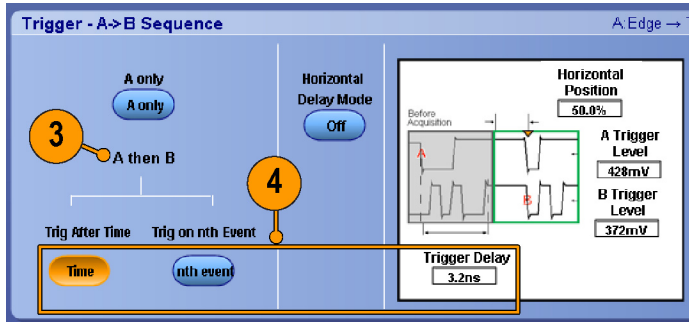 Trigger - A->B Sequence
A:Edge →
A only
A only
Horizontal
Delay Mode
Off
3
A then B
4
Trig After Time
Trig on nth Event
Time
nth event
Horizontal
Position
50.0%
Before
Acquisition
A
B
A Trigger
Level
428mV
B Trigger
Level
372mV
Trigger Delay
3.2ns